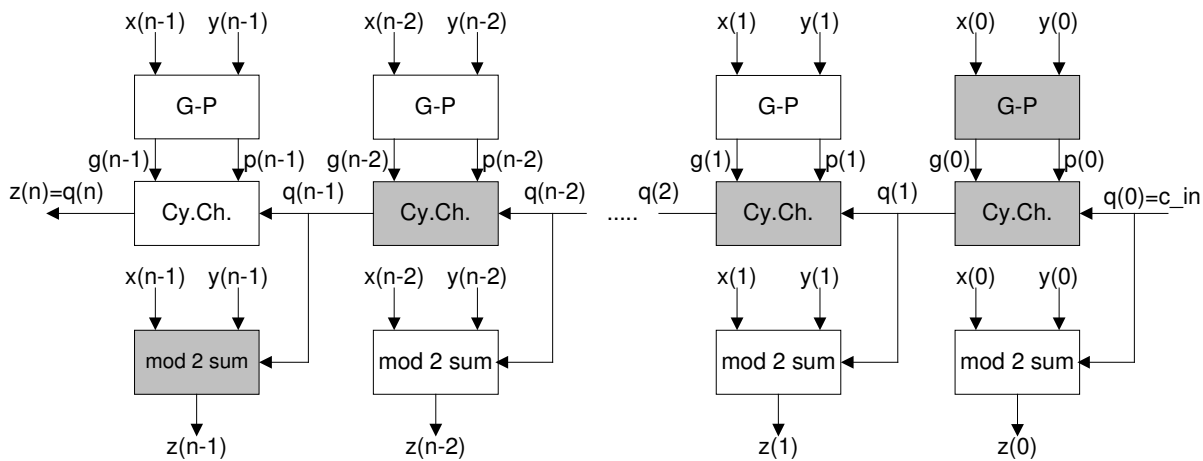 x(n-1) y(n-1) x(n-2) y(n-2) x(1) y(1) x(0) y(0)
G-P G-P G-P G-P
g(n-1) p(n-1) g(n-2) p(n-2) g(1) p(1) g(0) p(0)
z(n)=q(n) Cy.Ch. q(n-1) Cy.Ch. q(n-2) ..... q(2) Cy.Ch. q(1) Cy.Ch. q(0)=c_in
x(n-1) y(n-1) x(n-2) y(n-2) x(1) y(1) x(0) y(0)
mod 2 sum mod 2 sum mod 2 sum mod 2 sum
z(n-1) z(n-2) z(1) z(0)